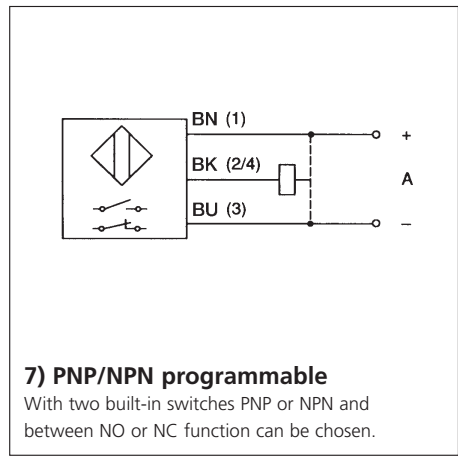 BN (1)
+
BK (2/4)
A
BU (3)
–
7) PNP/NPN programmable
With two built-in switches PNP or NPN and
between NO or NC function can be chosen.